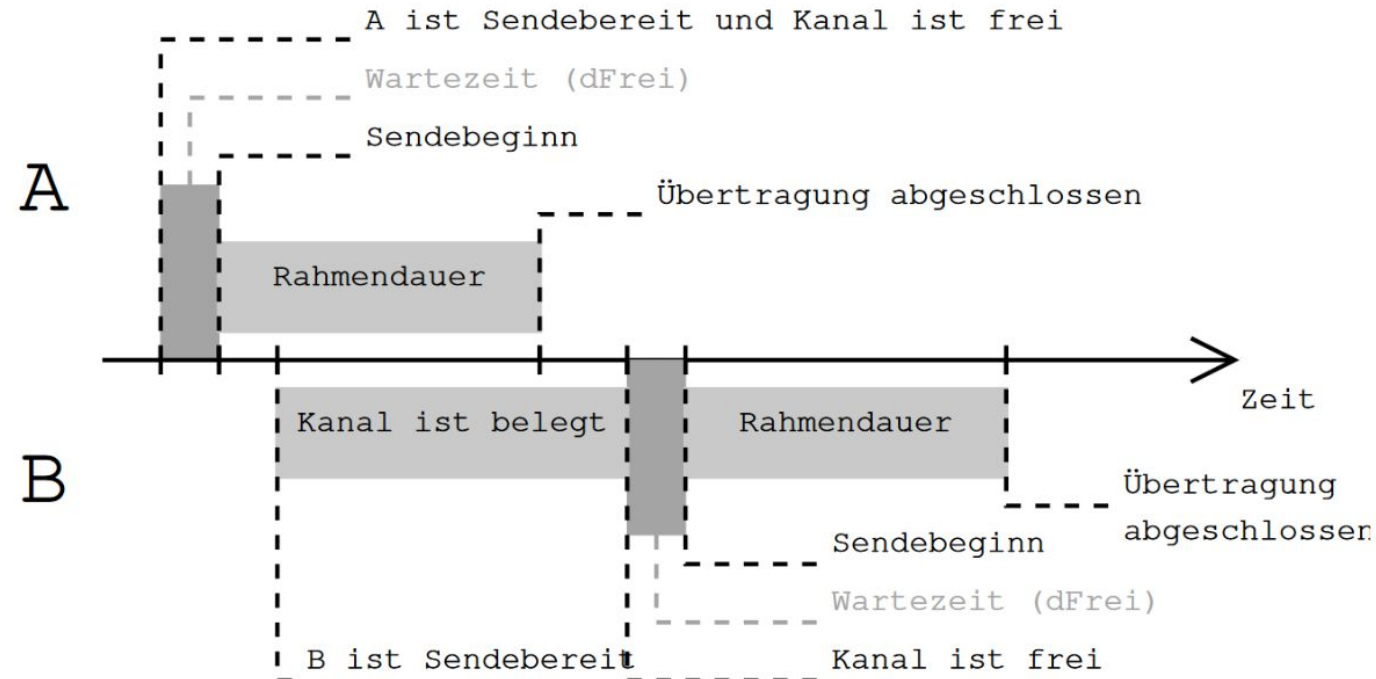 A ist Sendebereit und Kanal ist frei
Wartezeit (dFrei)
Sendebeginn
A
Übertragung abgeschlossen
Rahmendauer
Zeit
Kanal ist belegt
Rahmendauer
B
Übertragung
abgeschlossen
Sendebeginn
Wartezeit (dFrei)
B ist Sendebereit
Kanal ist frei